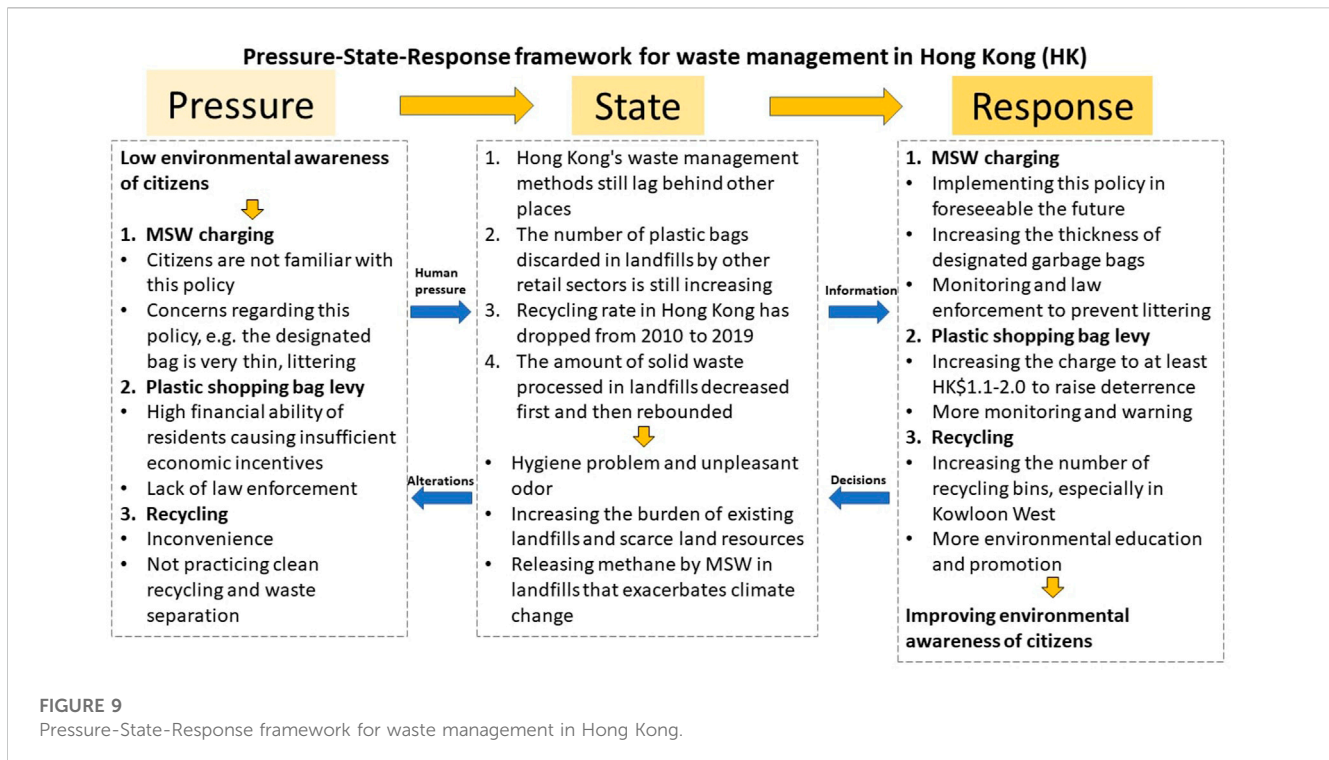 Pressure-State-Response framework for waste management in Hong Kong (HK)
Pressure
State
Response
Low environmental awareness
of citizens
1. MSW charging
• Citizens are not familiar with
this policy
• Concerns regarding this
policy, e.g. the designated
bag is very thin, littering
2. Plastic shopping bag levy
• High financial ability of
residents causing insufficient
economic incentives
• Lack of law enforcement
3. Recycling
• Inconvenience
• Not practicing clean
recycling and waste
separation
Human
pressure
Alterations
1. Hong Kong's waste management
methods still lag behind other
places
2. The number of plastic bags
discarded in landfills by other
retail sectors is still increasing
3. Recycling rate in Hong Kong has
dropped from 2010 to 2019
4. The amount of solid waste
processed in landfills decreased
first and then rebounded
• Hygiene problem and unpleasant
odor
• Increasing the burden of existing
landfills and scarce land resources
• Releasing methane by MSW in
landfills that exacerbates climate
change
Information
Decisions
1. MSW charging
• Implementing this policy in
foreseeable the future
• Increasing the thickness of
designated garbage bags
• Monitoring and law
enforcement to prevent littering
2. Plastic shopping bag levy
• Increasing the charge to at least
HK$1.1-2.0 to raise deterrence
• More monitoring and warning
3. Recycling
• Increasing the number of
recycling bins, especially in
Kowloon West
• More environmental education
and promotion
Improving environmental
awareness of citizens
FIGURE 9
Pressure-State-Response framework for waste management in Hong Kong.